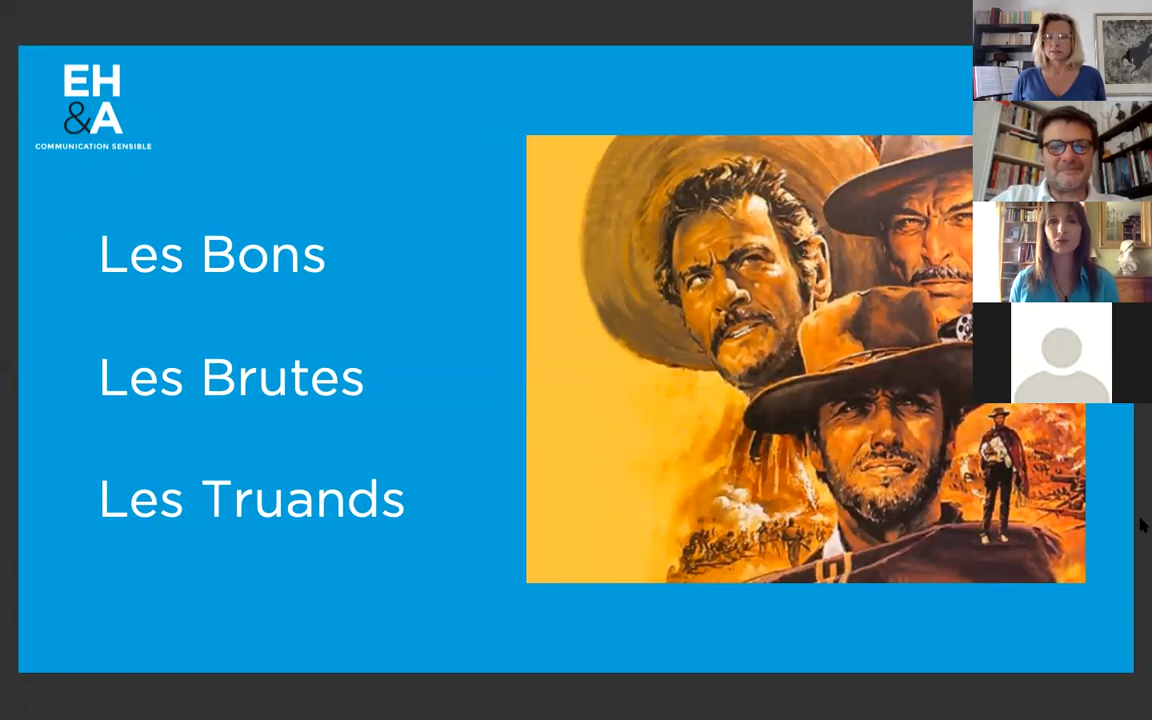 EH
&A
COMMUNICATION SENSIBLE
Les Bons
Les Brutes
Les Truands